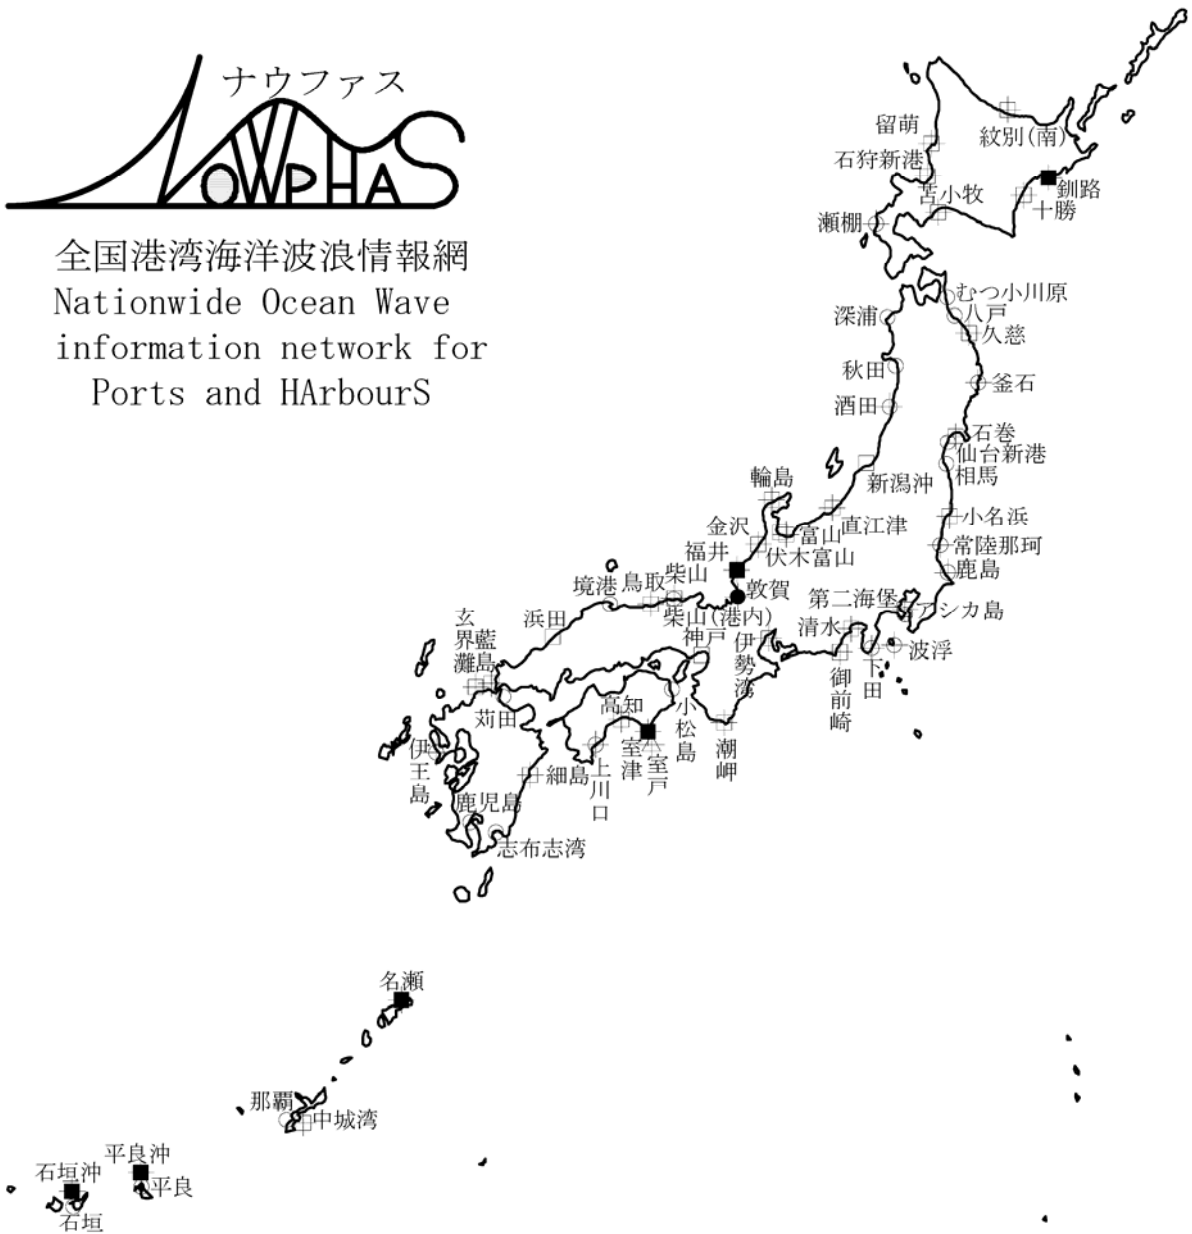 ナウファス
NOWPHAS
全国港湾海洋波浪情報網
Nationwide Ocean Wave
information network for
Ports and HArbourS
留萌
紋別(南)
石狩新港
苫小牧
釧路
十勝
瀬棚
むつ小川原
深浦
八戸
久慈
秋田
釜石
酒田
石巻
仙台新港
相馬
輪島
新潟沖
金沢
直江津
小名浜
富山
伏木富山
常陸那珂
福井
鹿島
柴山
鳥取
境港
敦賀
第二海堡
アシカ島
柴山(港内)
浜田
神戸
伊勢湾
清水
波浮
玄界灘
藍島
下田
御前崎
苅田
高知
小松島
潮岬
室津
室戸
上川口
伊王島
細島
鹿児島
志布志湾
名瀬
那覇
中城湾
平良沖
平良
石垣沖
石垣